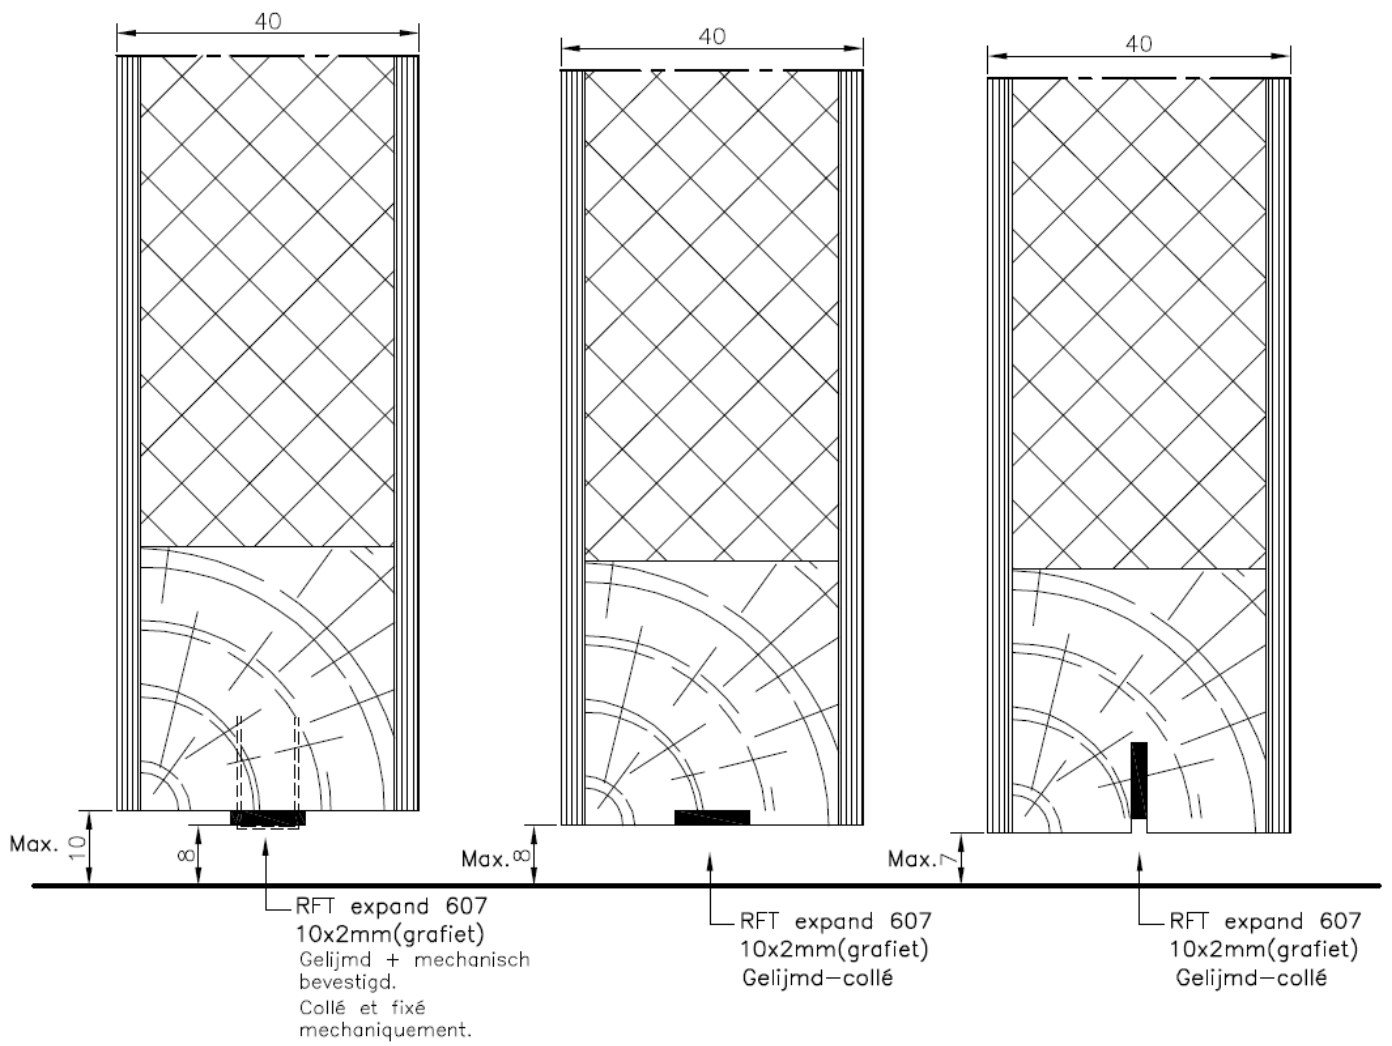 40
40
40
Max.
10
8
Max.
8
Max.
7
RFT expand 607
10x2mm(grafiet)
Gelijmd + mechanisch
bevestigd.
Collé et fixé
mechaniquement.
RFT expand 607
10x2mm(grafiet)
Gelijmd-collé
RFT expand 607
10x2mm(grafiet)
Gelijmd-collé